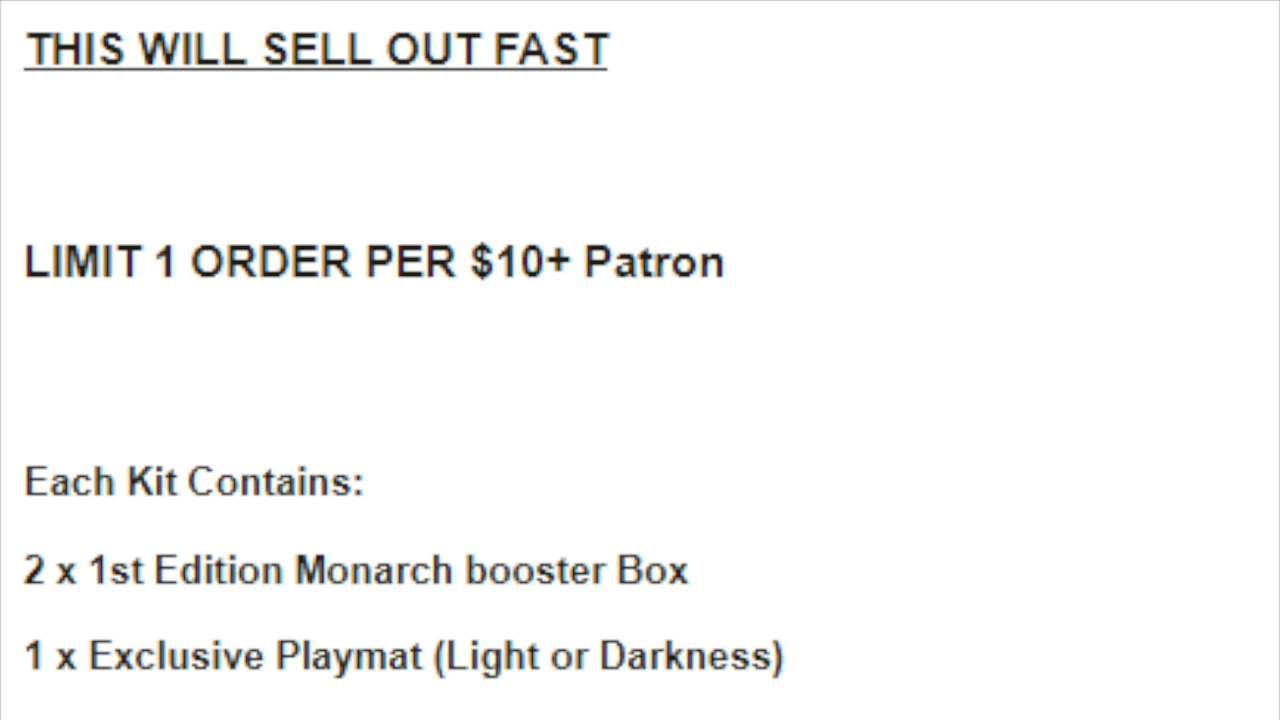 THIS WILL SELL OUT FAST
LIMIT 1 ORDER PER $10+ Patron
Each Kit Contains:
2 x 1st Edition Monarch booster Box
1 x Exclusive Playmat (Light or Darkness)